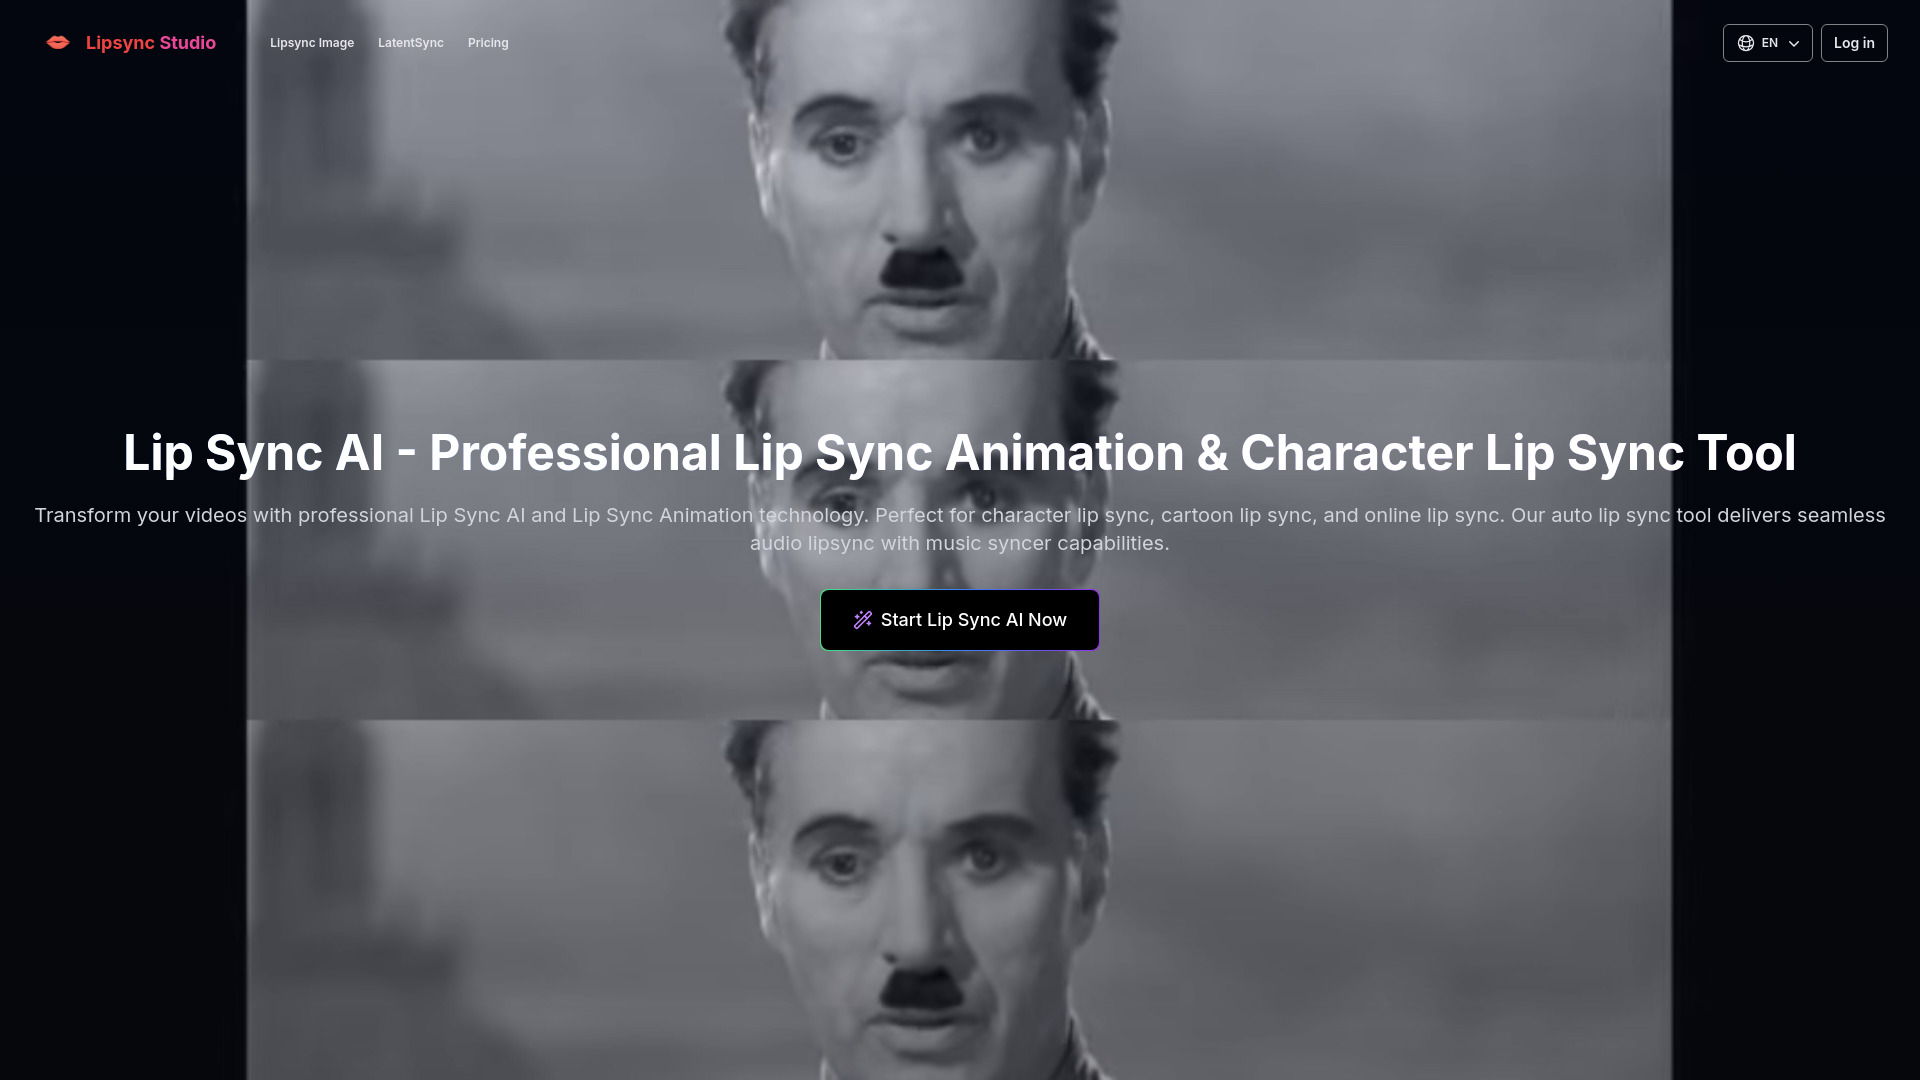 Lipsync Studio
Lipsync Image
LatentSync
Pricing
EN
Log in
Lip Sync AI - Professional Lip Sync Animation & Character Lip Sync Tool
Transform your videos with professional Lip Sync AI and Lip Sync Animation technology. Perfect for character lip sync, cartoon lip sync, and online lip sync. Our auto lip sync tool delivers seamless
audio lipsync with music syncer capabilities.
Start Lip Sync AI Now